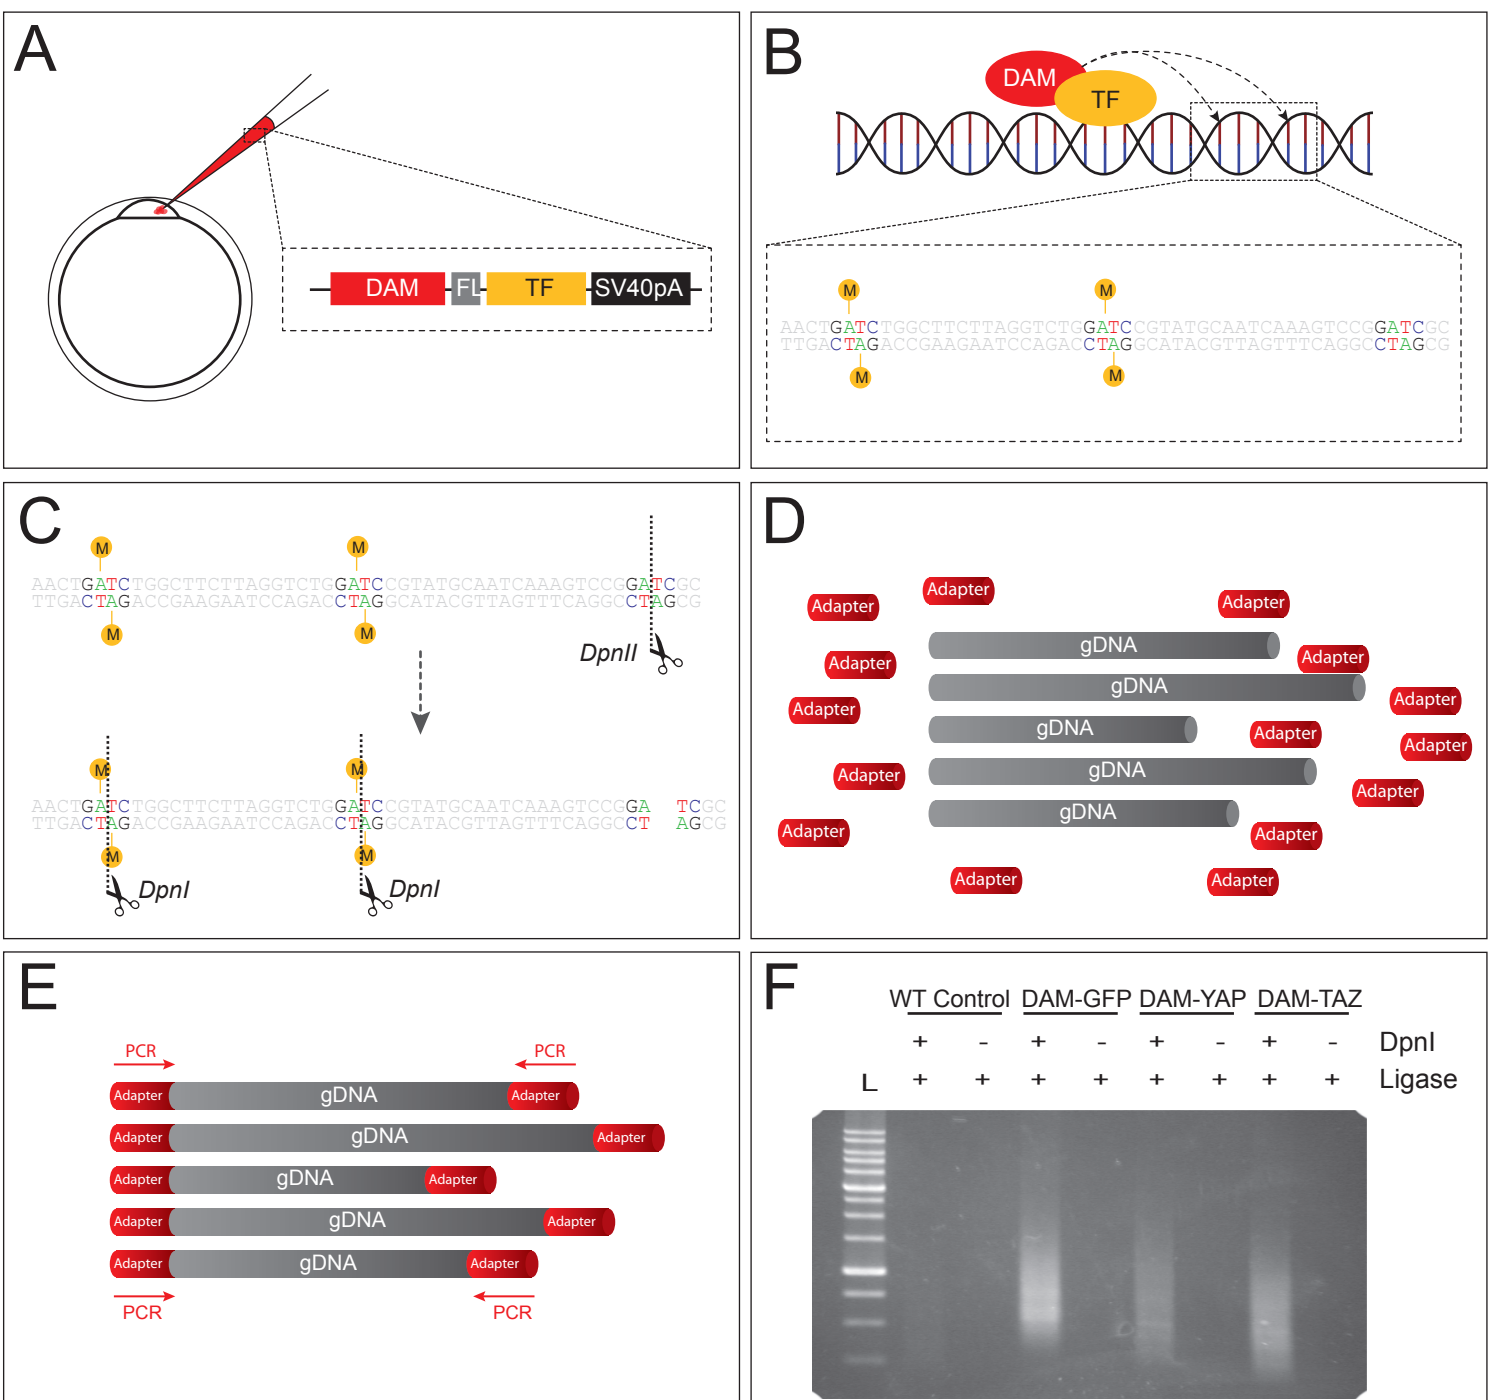 A
DAM FL TF SV40pA
B
DAM
TF
M M
AACTGATCTGGCTTCTTAGGTCTGGATCCGTATGCAATCAAAGTCCGGATCGC
TTGACTAGACCGAAGAATCCAGACCTAGGCATACGTTAGTTTCAGGCCTAGCG
M M
C
M M
AACTGATCTGGCTTCTTAGGTCTGGATCCGTATGCAATCAAAGTCCGGATCGC
TTGACTAGACCGAAGAATCCAGACCTAGGCATACGTTAGTTTCAGGCCTAGCG
M M
DpnII
M M
AACTGATCTGGCTTCTTAGGTCTGGATCCGTATGCAATCAAAGTCCGGA TCGC
TTGACTAGACCGAAGAATCCAGACCTAGGCATACGTTAGTTTCAGGCCT AGCG
M M
DpnI DpnI
D
Adapter
Adapter
Adapter
gDNA
Adapter
Adapter
gDNA
Adapter
Adapter
gDNA
Adapter
Adapter
gDNA
Adapter
Adapter
gDNA
Adapter
Adapter
Adapter
Adapter
E
PCR PCR
Adapter gDNA Adapter
Adapter gDNA Adapter
Adapter gDNA Adapter
Adapter gDNA Adapter
Adapter gDNA Adapter
PCR PCR
F
WT Control DAM-GFP DAM-YAP DAM-TAZ
+ - + - + - + - DpnI
L + + + + + + + + Ligase